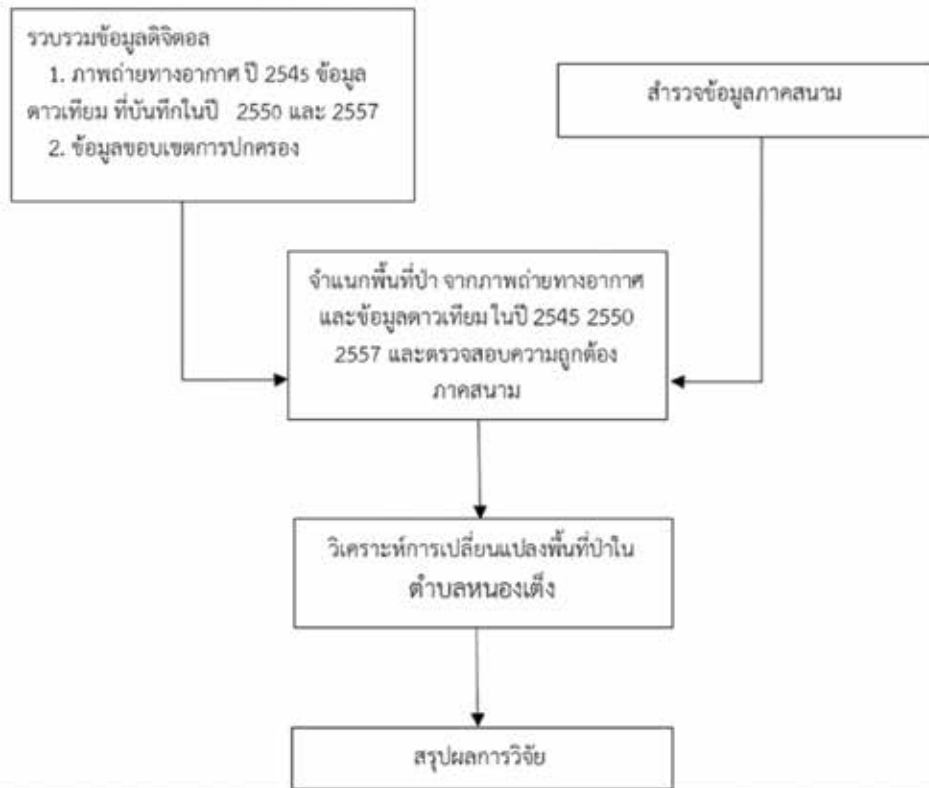 รวบรวมข้อมูลดิจิตอล
1. ภาพถ่ายทางอากาศ ปี 2545 ข้อมูล
ดาวเทียม ที่บันทึกในปี 2550 และ 2557
2. ข้อมูลขอบเขตการปกครอง
สำรวจข้อมูลภาคสนาม
จำแนกพื้นที่ป่า จากภาพถ่ายทางอากาศ
และข้อมูลดาวเทียม ในปี 2545 2550
2557 และตรวจสอบความถูกต้อง
ภาคสนาม
วิเคราะห์การเปลี่ยนแปลงพื้นที่ป่าใน
ตำบลหนองเต็ง
สรุปผลการวิจัย